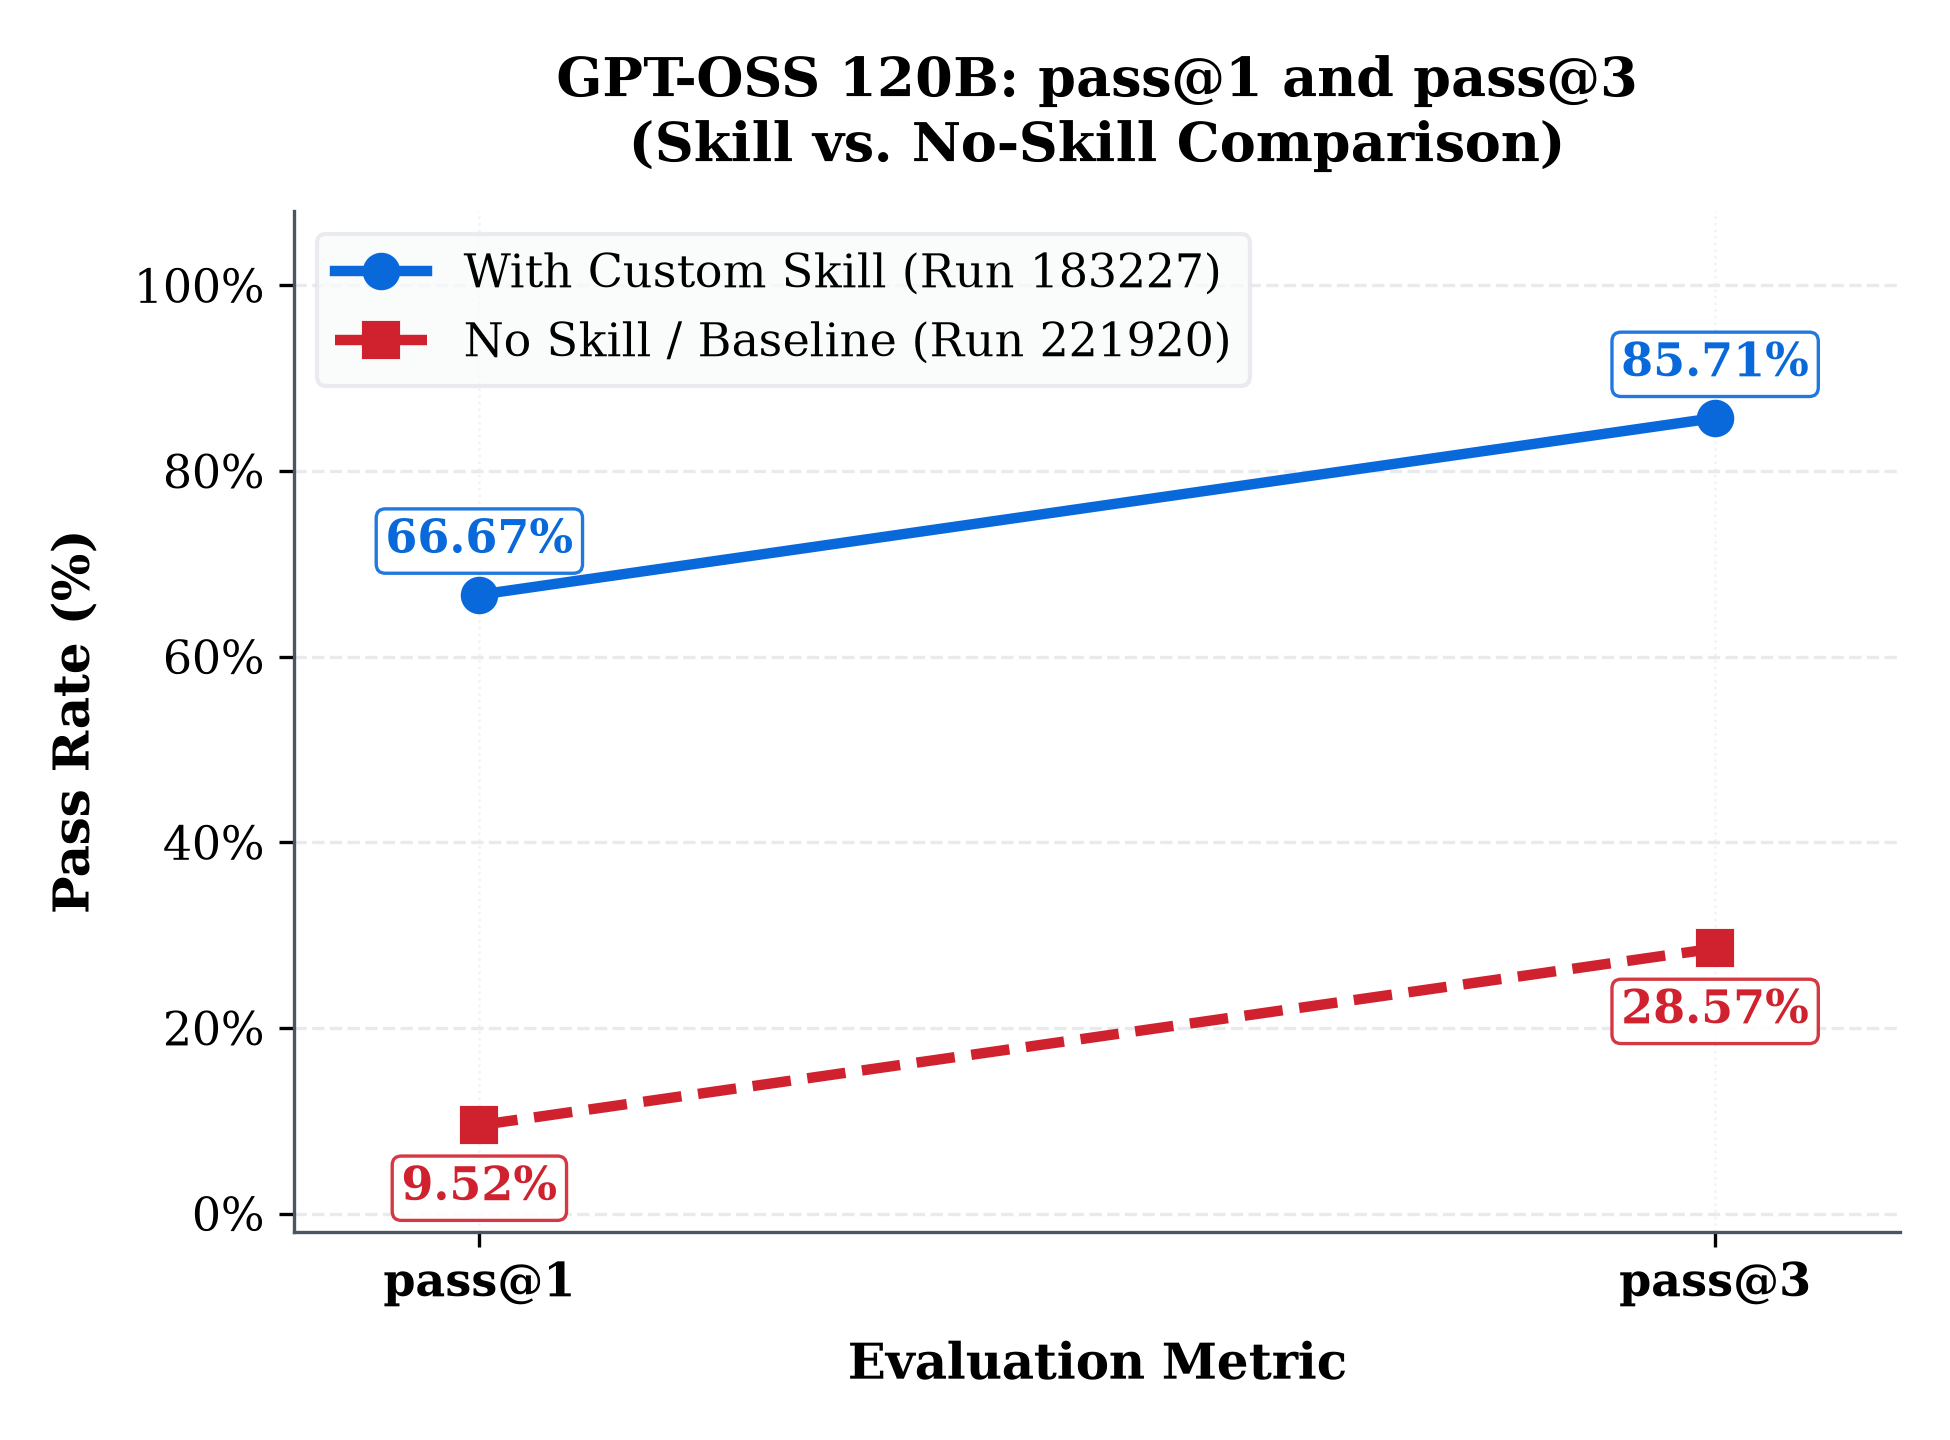 GPT-OSS 120B: pass@1 and pass@3
(Skill vs. No-Skill Comparison)
With Custom Skill (Run 183227)
No Skill / Baseline (Run 221920)
Pass Rate (%)
100%
80%
60%
40%
20%
0%
85.71%
66.67%
28.57%
9.52%
pass@1
pass@3
Evaluation Metric